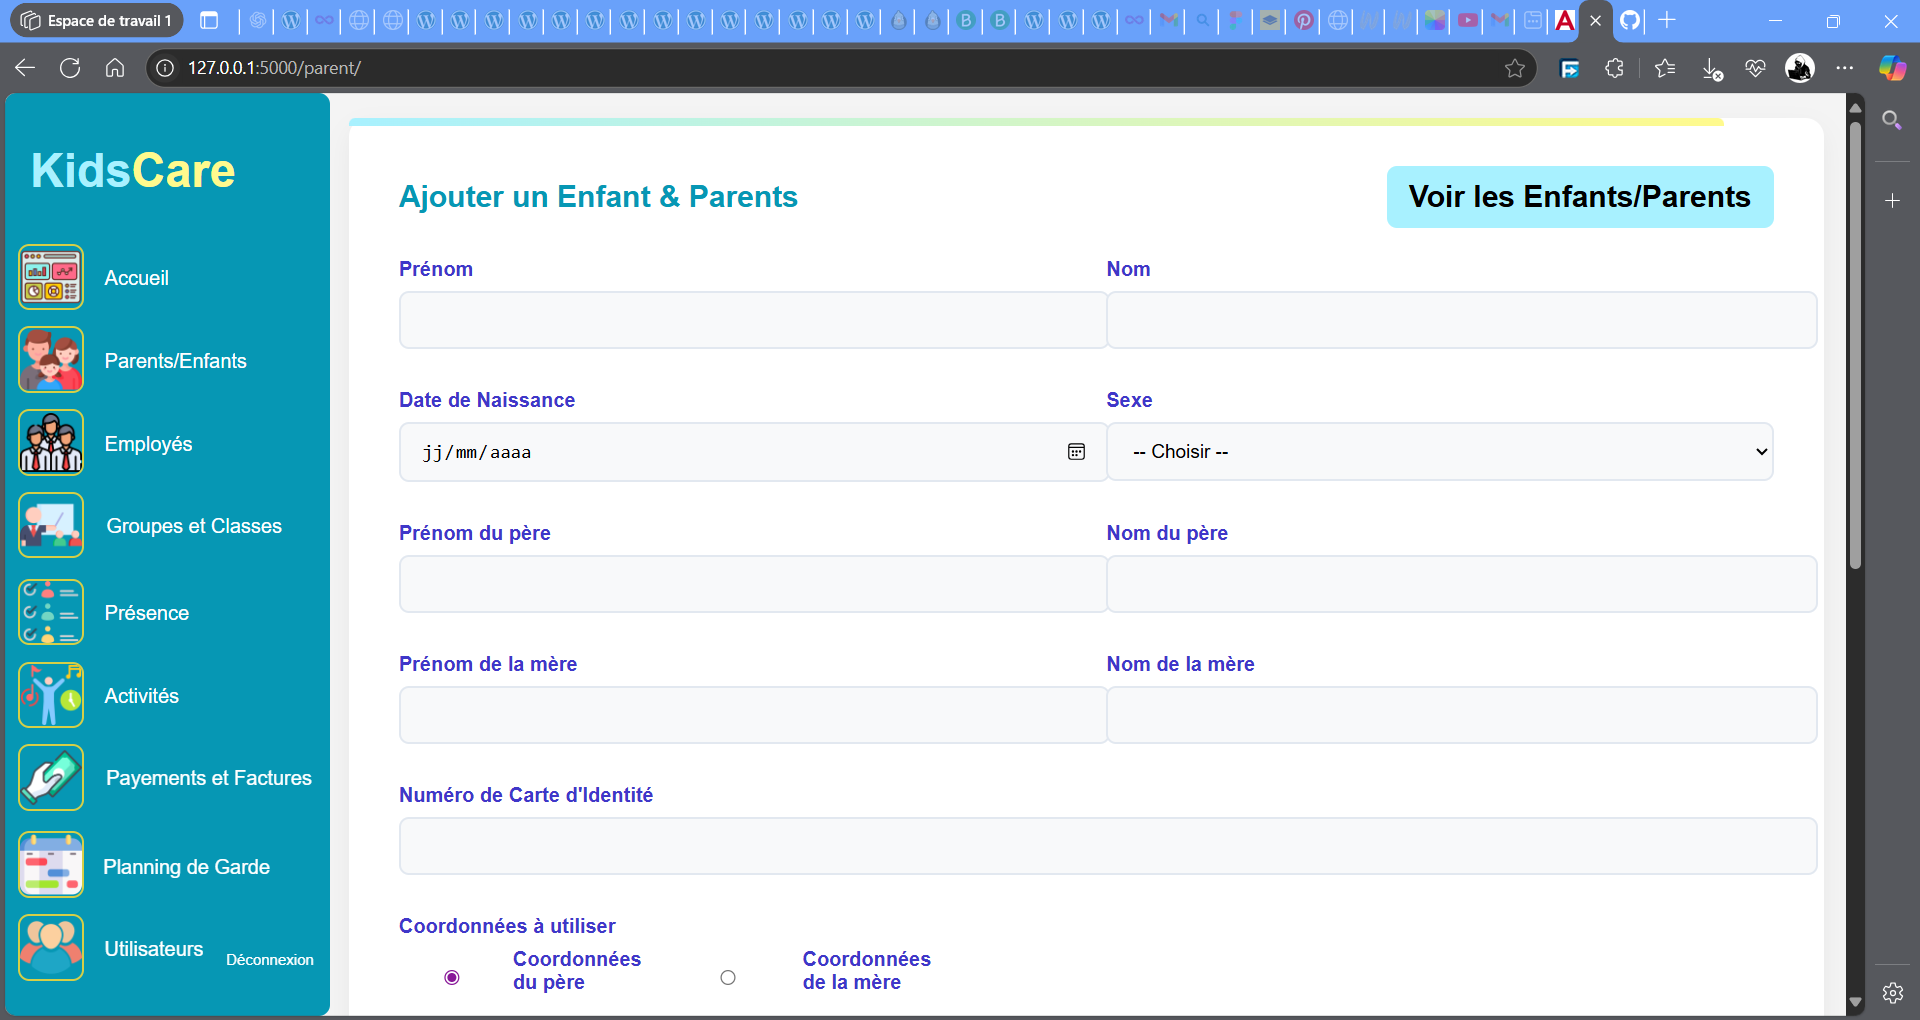 Espace de travail 1
127.0.0.1:5000/parent/
KidsCare
Accueil
Parents/Enfants
Employés
Groupes et Classes
Présence
Activités
Payements et Factures
Planning de Garde
Utilisateurs
Déconnexion
Ajouter un Enfant & Parents
Voir les Enfants/Parents
Prénom
Nom
Date de Naissance
Sexe
jj/mm/aaaa
-- Choisir --
Prénom du père
Nom du père
Prénom de la mère
Nom de la mère
Numéro de Carte d'Identité
Coordonnées à utiliser
Coordonnées
du père
Coordonnées
de la mère